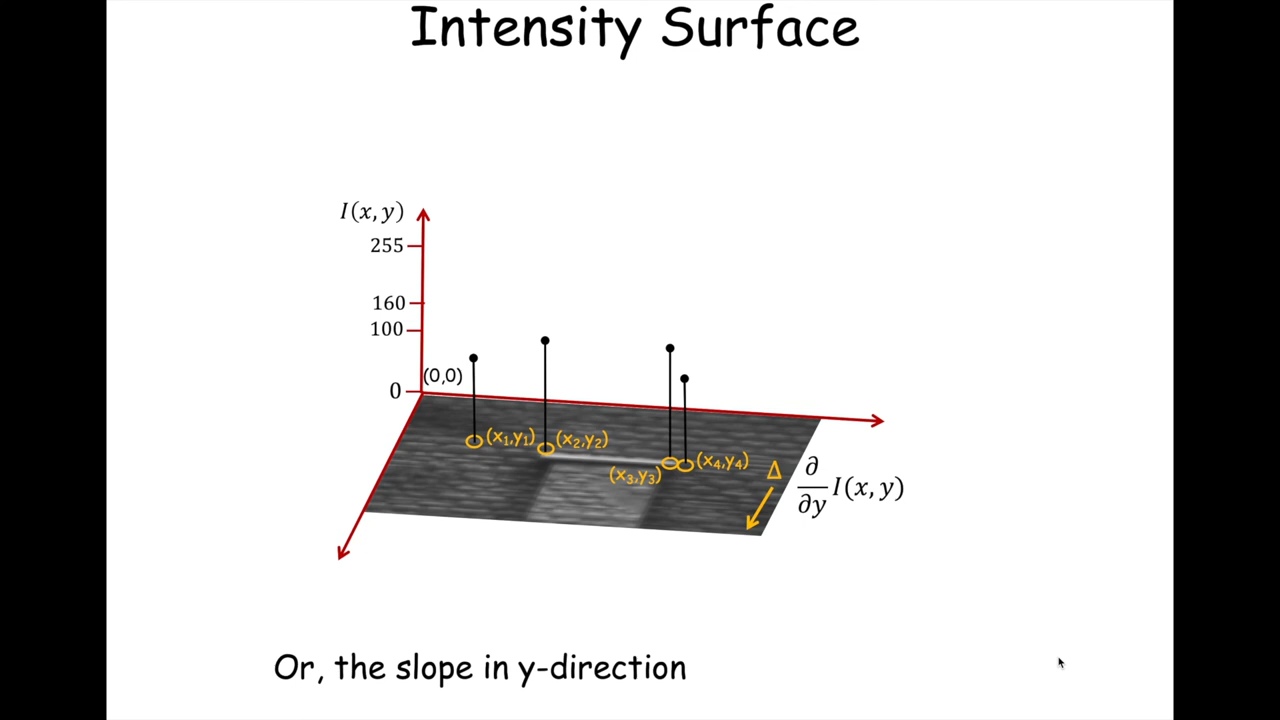 Intensity Surface
I(x, y)
255
160
100
0
(0,0)
(x₁,y₁)
(x₂,y₂)
(x₃,y₃)
(x₄,y₄)
Δ
∂/∂y I(x, y)
Or, the slope in y-direction